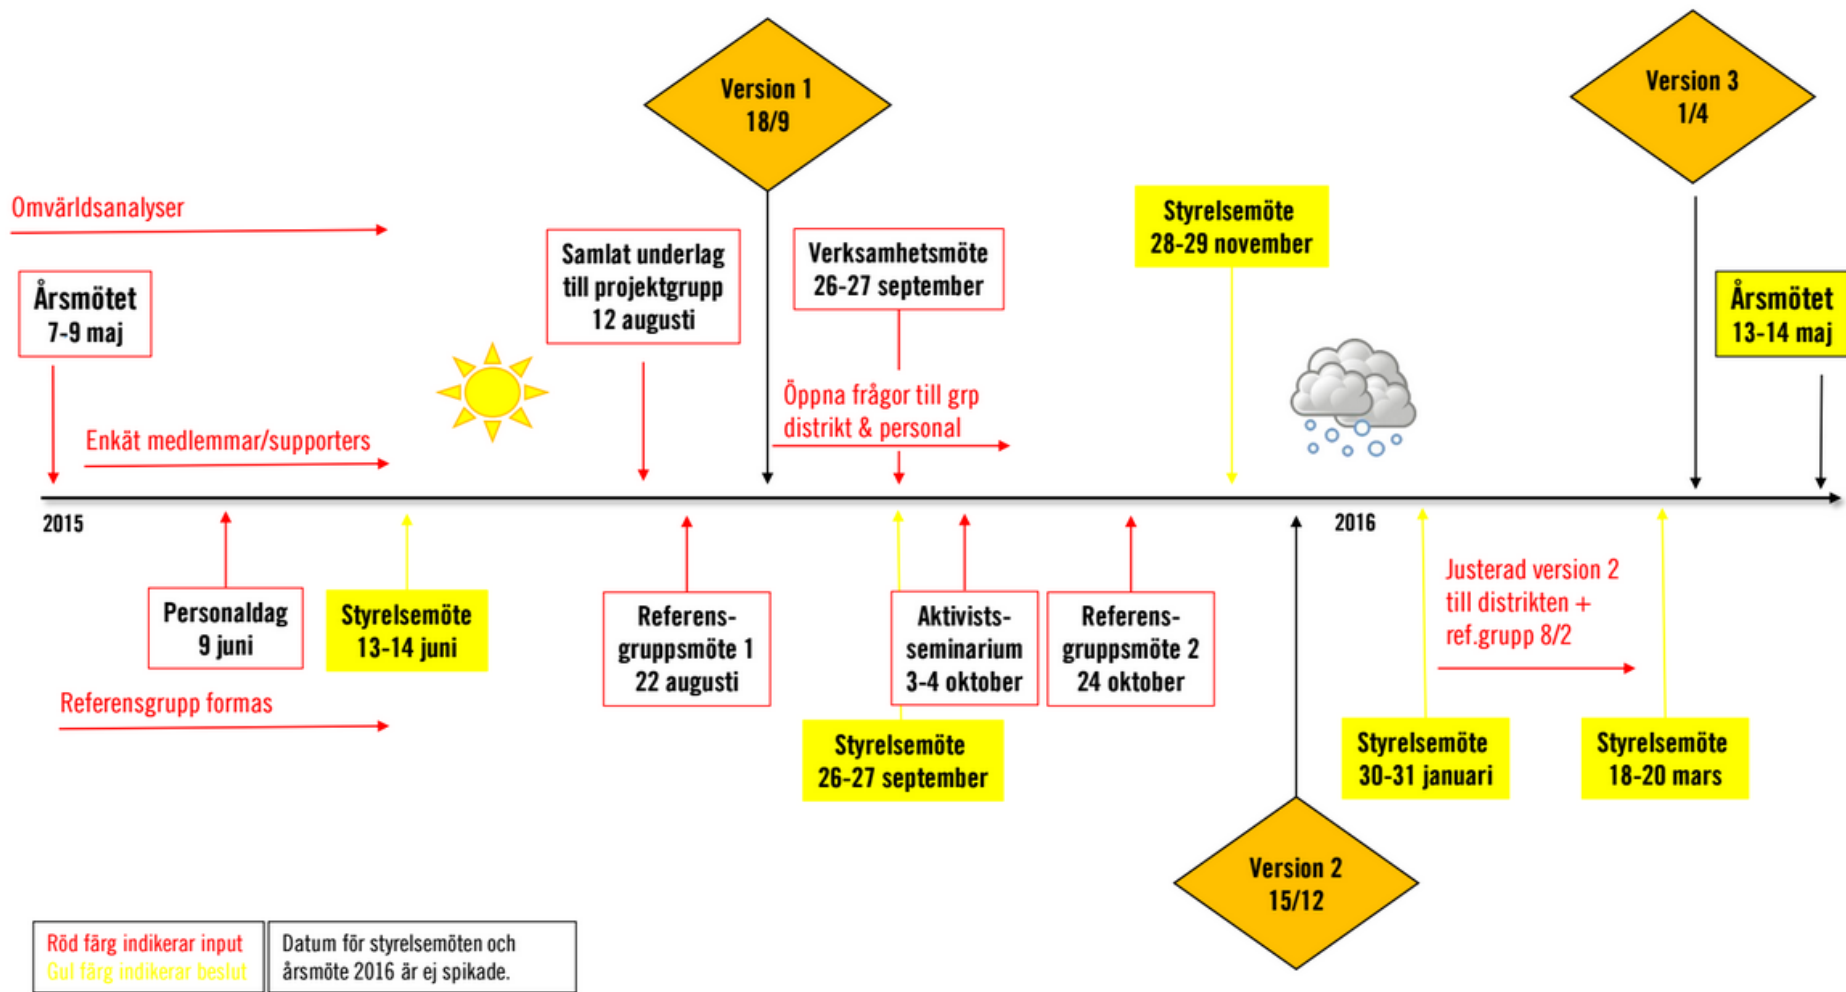 Version 1
18/9
Version 3
1/4
Omvärldsanalyser
Styrelsemöte
28-29 november
Samlat underlag
till projektgrupp
12 augusti
Verksamhetsmöte
26-27 september
Årsmötet
7-9 maj
Årsmötet
13-14 maj
Öppna frågor till grp
distrikt & personal
Enkät medlemmar/supporters
2015
2016
Personaldag
9 juni
Styrelsemöte
13-14 juni
Referens-
gruppsmöte 1
22 augusti
Aktivists-
seminarium
3-4 oktober
Referens-
gruppsmöte 2
24 oktober
Justerad version 2
till distrikten +
ref.grupp 8/2
Referensgrupp formas
Styrelsemöte
26-27 september
Styrelsemöte
30-31 januari
Styrelsemöte
18-20 mars
Version 2
15/12
Röd färg indikerar input
Gul färg indikerar beslut
Datum för styrelsemöten och
årsmöte 2016 är ej spikade.